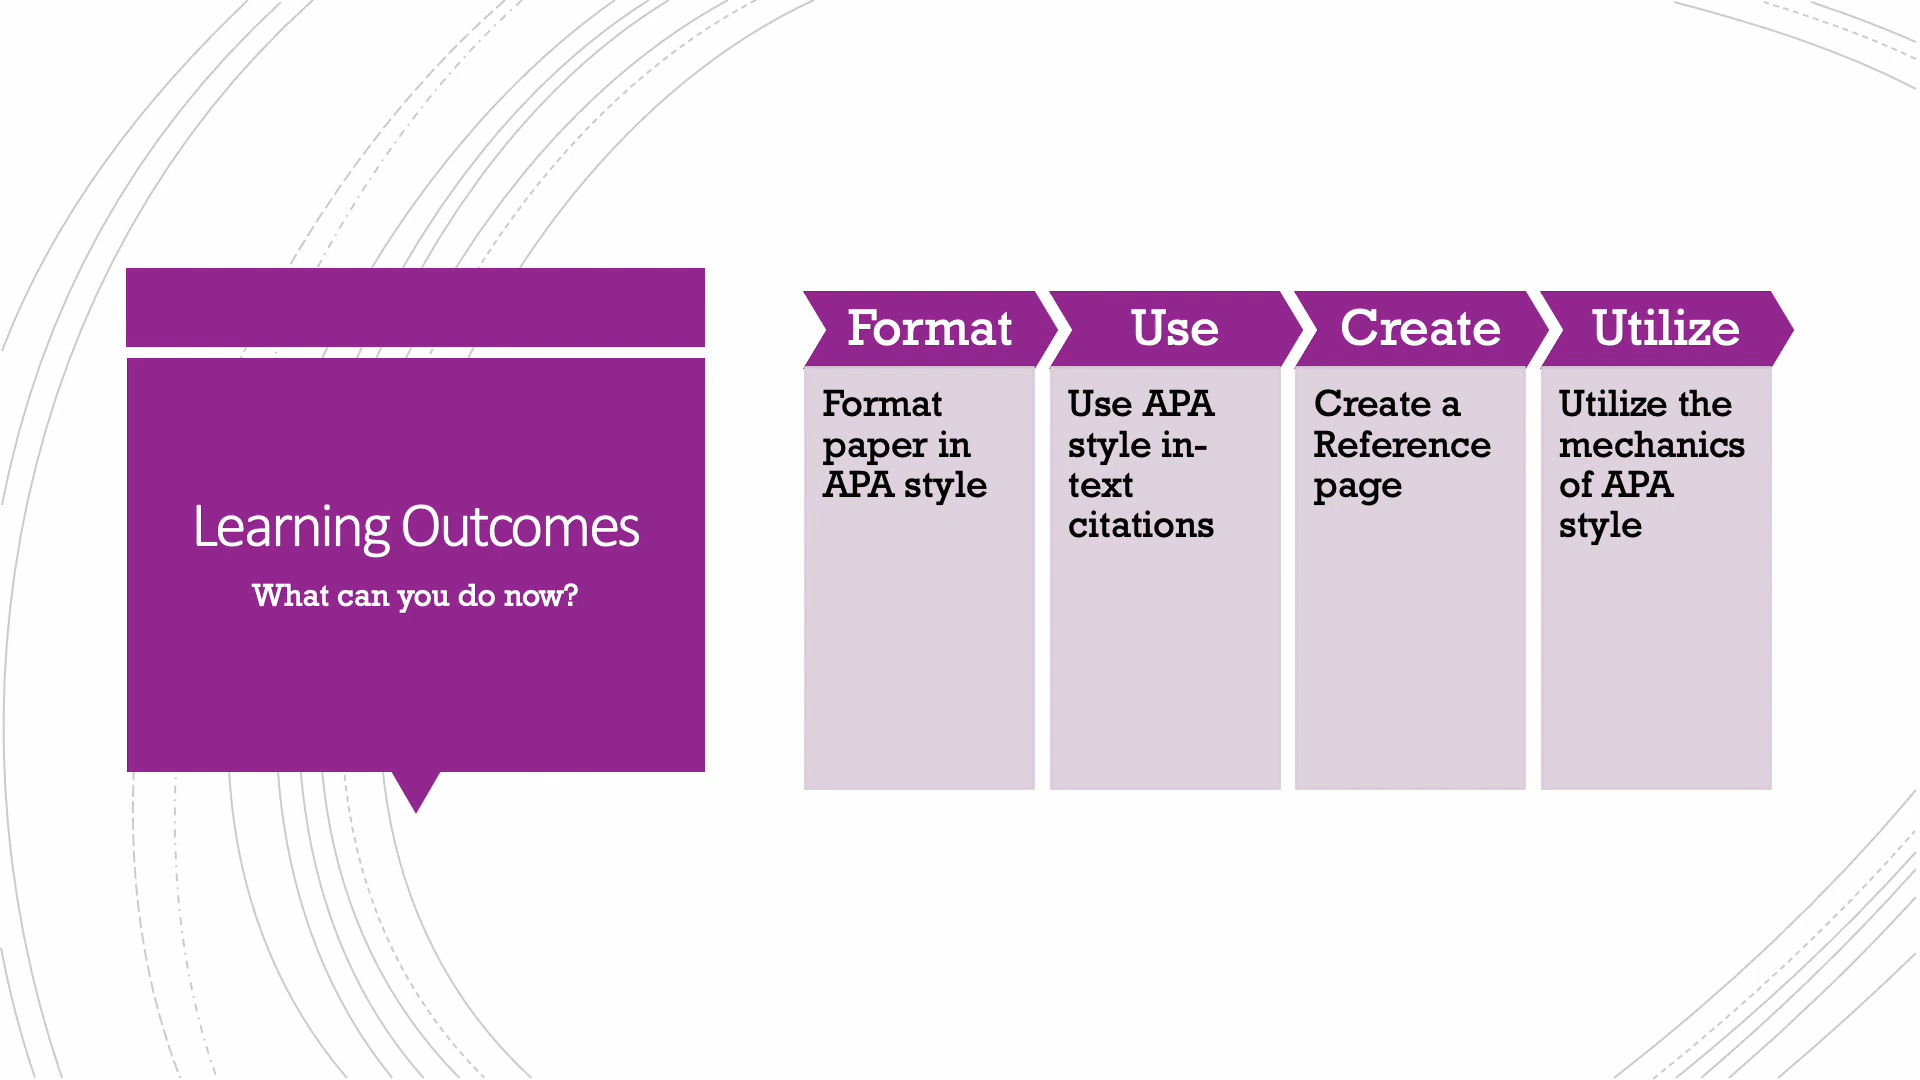 Learning Outcomes
What can you do now?
Format
Format
paper in
APA style
Use
Use APA
style in-
text
citations
Create
Create a
Reference
page
Utilize
Utilize the
mechanics
of APA
style